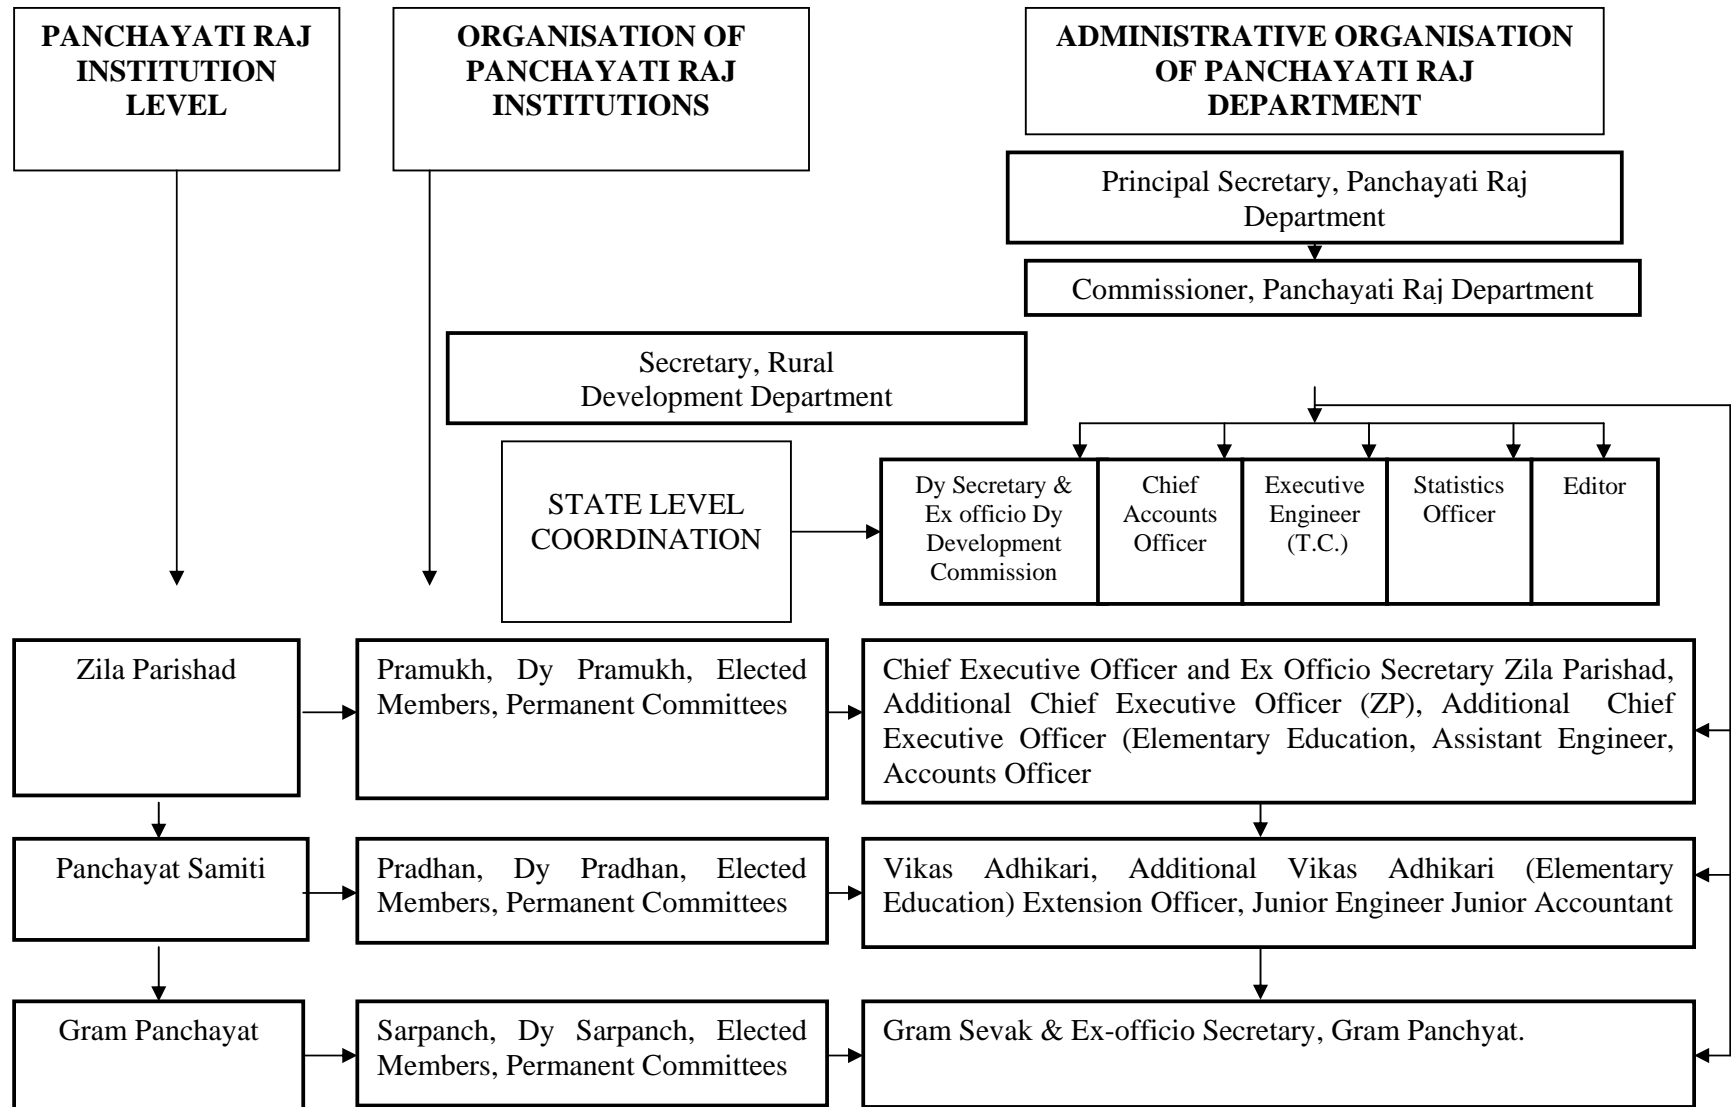 PANCHAYATI RAJ
INSTITUTION
LEVEL
ORGANISATION OF
PANCHAYATI RAJ
INSTITUTIONS
ADMINISTRATIVE ORGANISATION
OF PANCHAYATI RAJ
DEPARTMENT
Principal Secretary, Panchayati Raj
Department
Commissioner, Panchayati Raj Department
Secretary, Rural
Development Department
STATE LEVEL
COORDINATION
Dy Secretary &
Ex officio Dy
Development
Commission
Chief
Accounts
Officer
Executive
Engineer
(T.C.)
Statistics
Officer
Editor
Zila Parishad
Pramukh, Dy Pramukh, Elected
Members, Permanent Committees
Chief Executive Officer and Ex Officio Secretary Zila Parishad,
Additional Chief Executive Officer (ZP), Additional Chief
Executive Officer (Elementary Education, Assistant Engineer,
Accounts Officer
Panchayat Samiti
Pradhan, Dy Pradhan, Elected
Members, Permanent Committees
Vikas Adhikari, Additional Vikas Adhikari (Elementary
Education) Extension Officer, Junior Engineer Junior Accountant
Gram Panchayat
Sarpanch, Dy Sarpanch, Elected
Members, Permanent Committees
Gram Sevak & Ex-officio Secretary, Gram Panchyat.